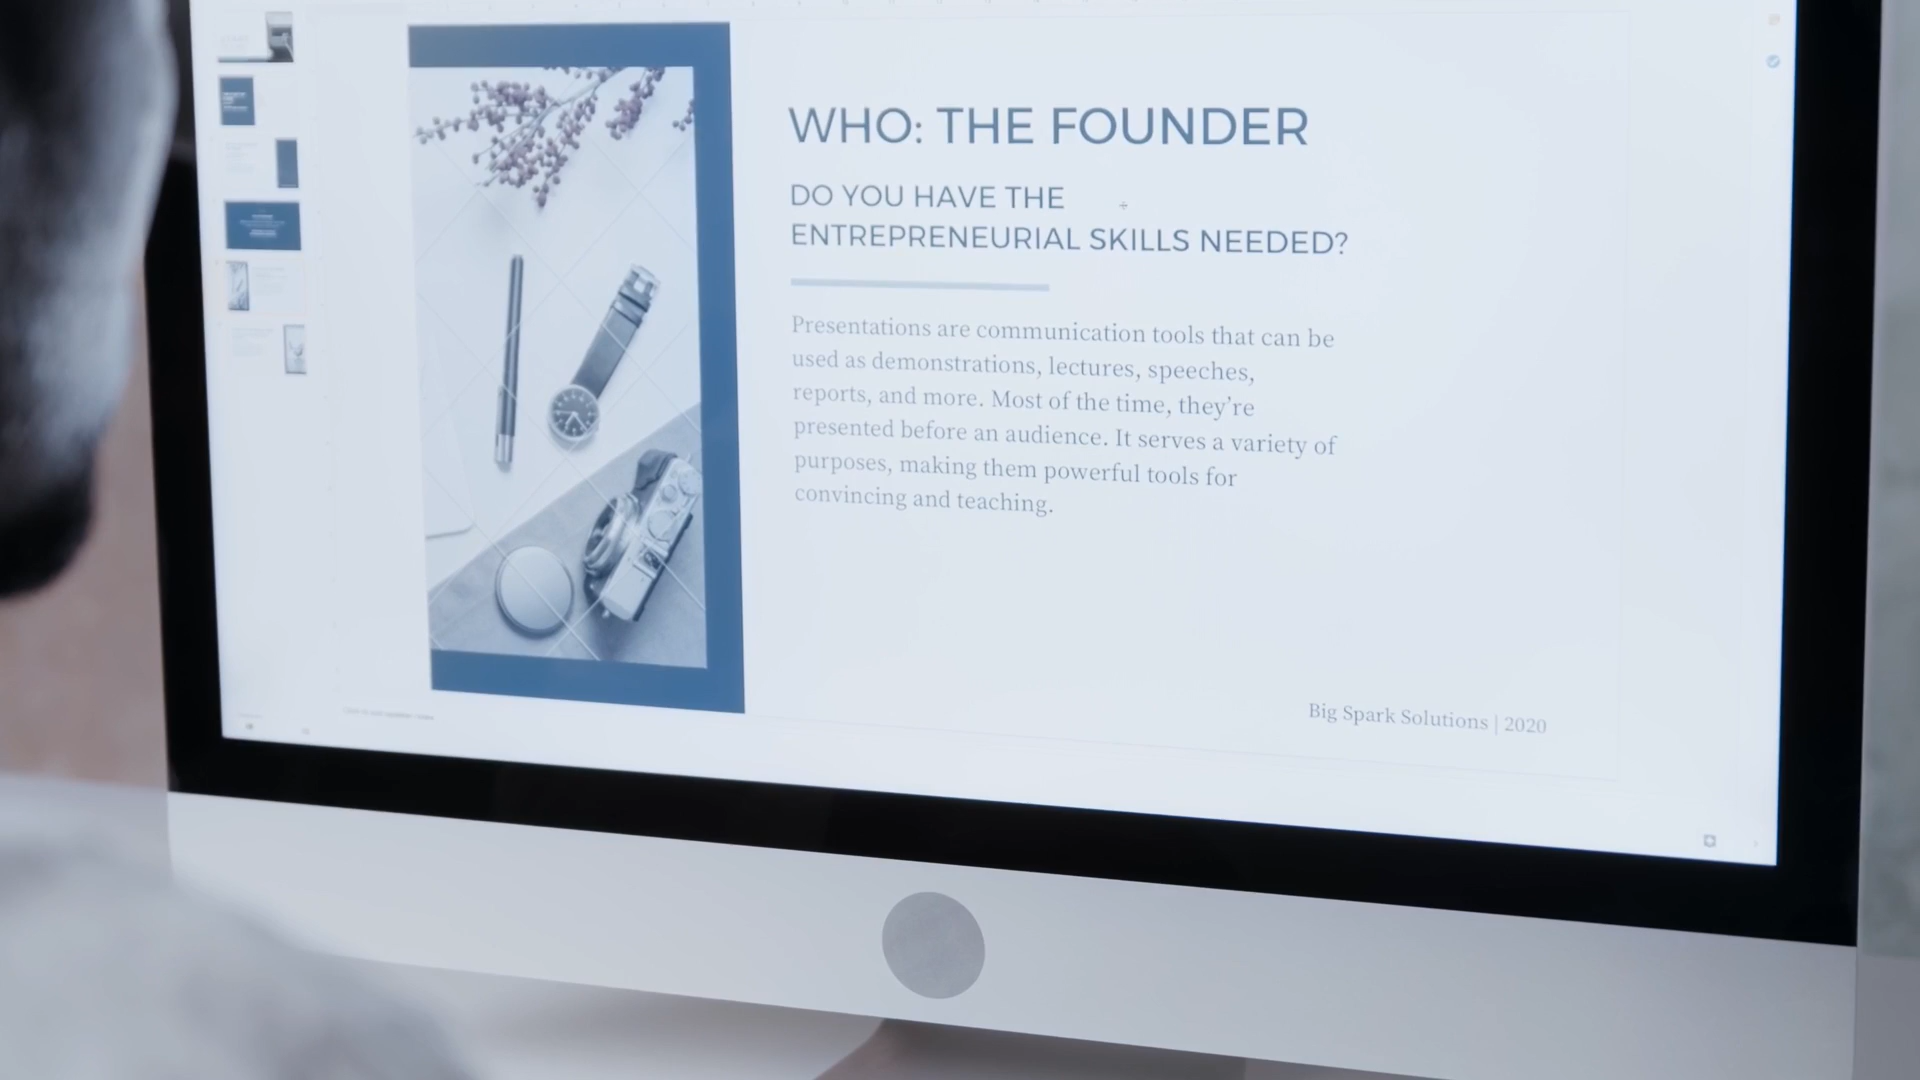 WHO: THE FOUNDER
DO YOU HAVE THE
ENTREPRENEURIAL SKILLS NEEDED?
Presentations are communication tools that can be
used as demonstrations, lectures, speeches,
reports, and more. Most of the time, they’re
presented before an audience. It serves a variety of
purposes, making them powerful tools for
convincing and teaching.
Big Spark Solutions | 2020